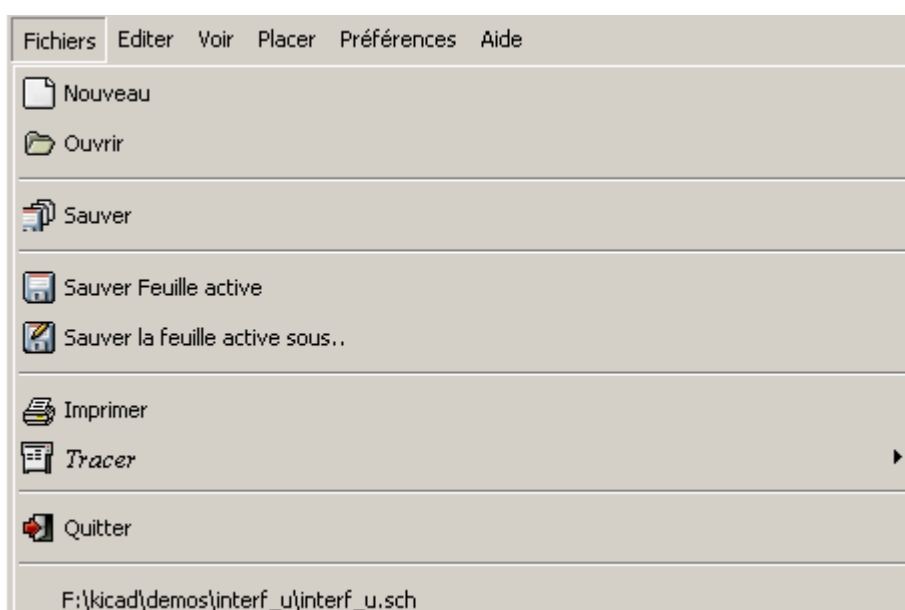 Fichiers Editer Voir Placer Préférences Aide
Nouveau
Ouvrir
Sauver
Sauver Feuille active
Sauver la feuille active sous..
Imprimer
Tracer
Quitter
F:\kicad\demos\interf_u\interf_u.sch